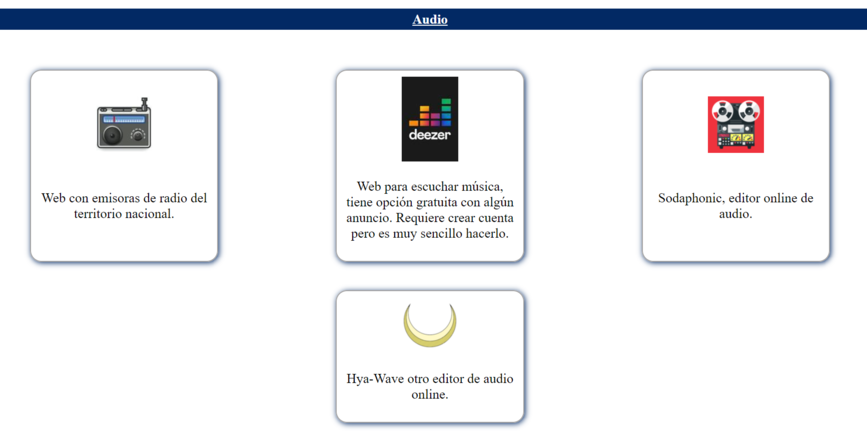 Audio
Web con emisoras de radio del
territorio nacional.
deezer
Web para escuchar música,
tiene opción gratuita con algún
anuncio. Requiere crear cuenta
pero es muy sencillo hacerlo.
Sodaphonic, editor online de
audio.
Hya-Wave otro editor de audio
online.